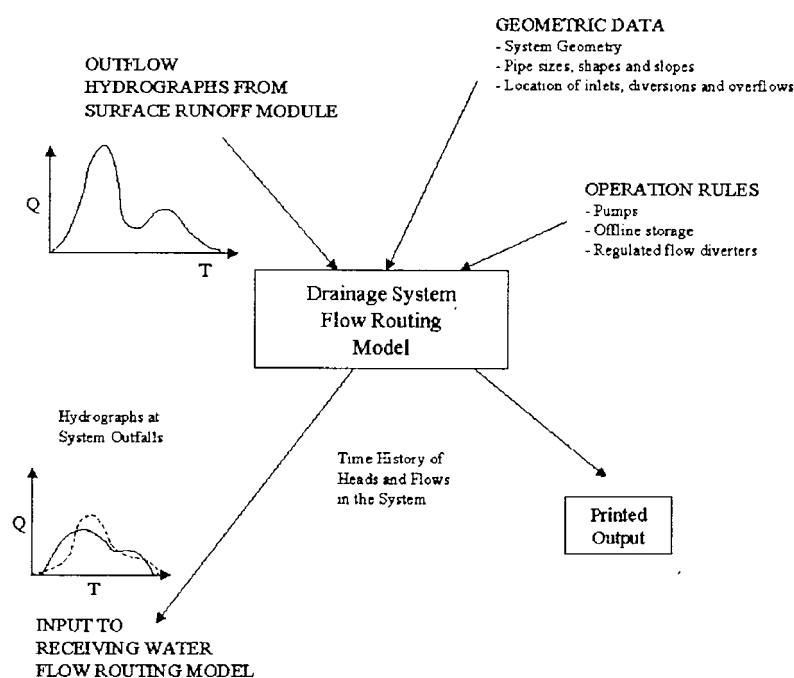 GEOMETRIC DATA
- System Geometry
- Pipe sizes, shapes and slopes
- Location of inlets, diversions and overflows
OUTFLOW
HYDROGRAPHS FROM
SURFACE RUNOFF MODULE
Q
T
OPERATION RULES
- Pumps
- Offline storage
- Regulated flow diverters
Drainage System
Flow Routing
Model
Hydrographs at
System Outfalls
Q
T
Time History of
Heads and Flows
in the System
Printed
Output
INPUT TO
RECEIVING WATER
FLOW ROUTING MODEL